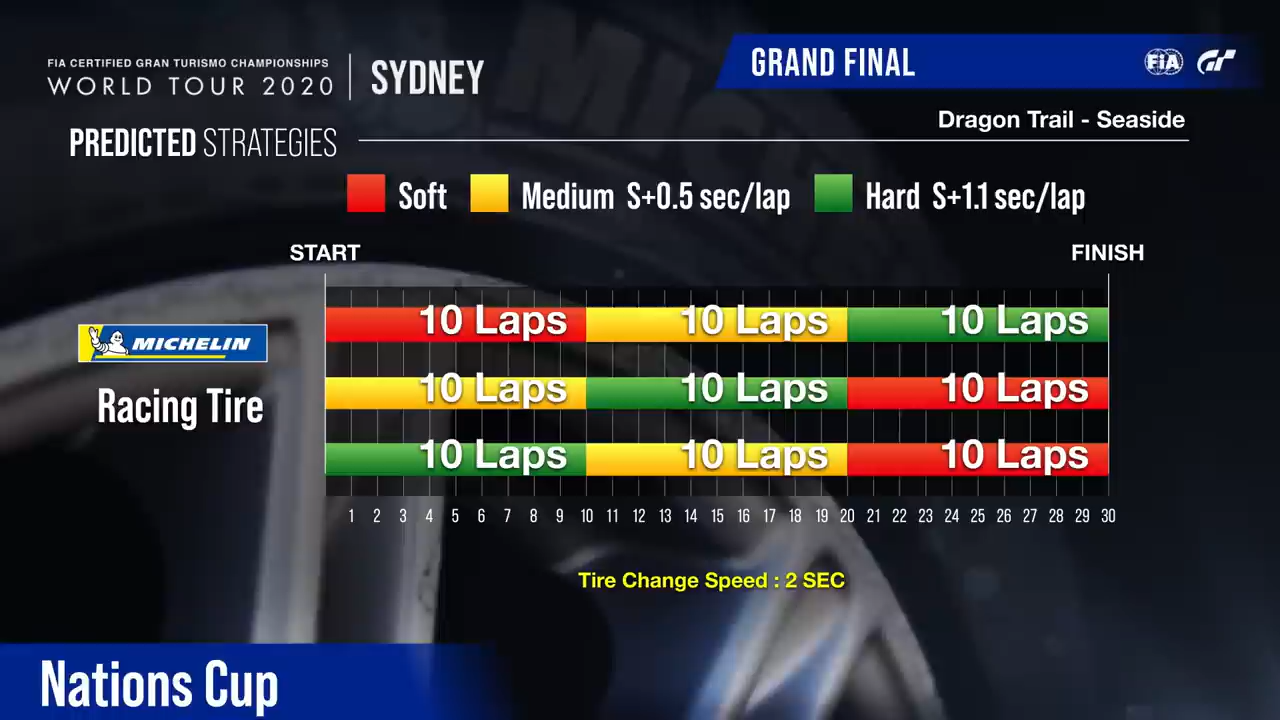 FIA CERTIFIED GRAN TURISMO CHAMPIONSHIPS
WORLD TOUR 2020
SYDNEY
GRAND FINAL
FiA GT
Dragon Trail - Seaside
PREDICTED STRATEGIES
Soft Medium S+0.5 sec/lap Hard S+1.1 sec/lap
START FINISH
10 Laps 10 Laps 10 Laps
MICHELIN
10 Laps 10 Laps 10 Laps
Racing Tire
10 Laps 10 Laps 10 Laps
1 2 3 4 5 6 7 8 9 10 11 12 13 14 15 16 17 18 19 20 21 22 23 24 25 26 27 28 29 30
Tire Change Speed : 2 SEC
Nations Cup